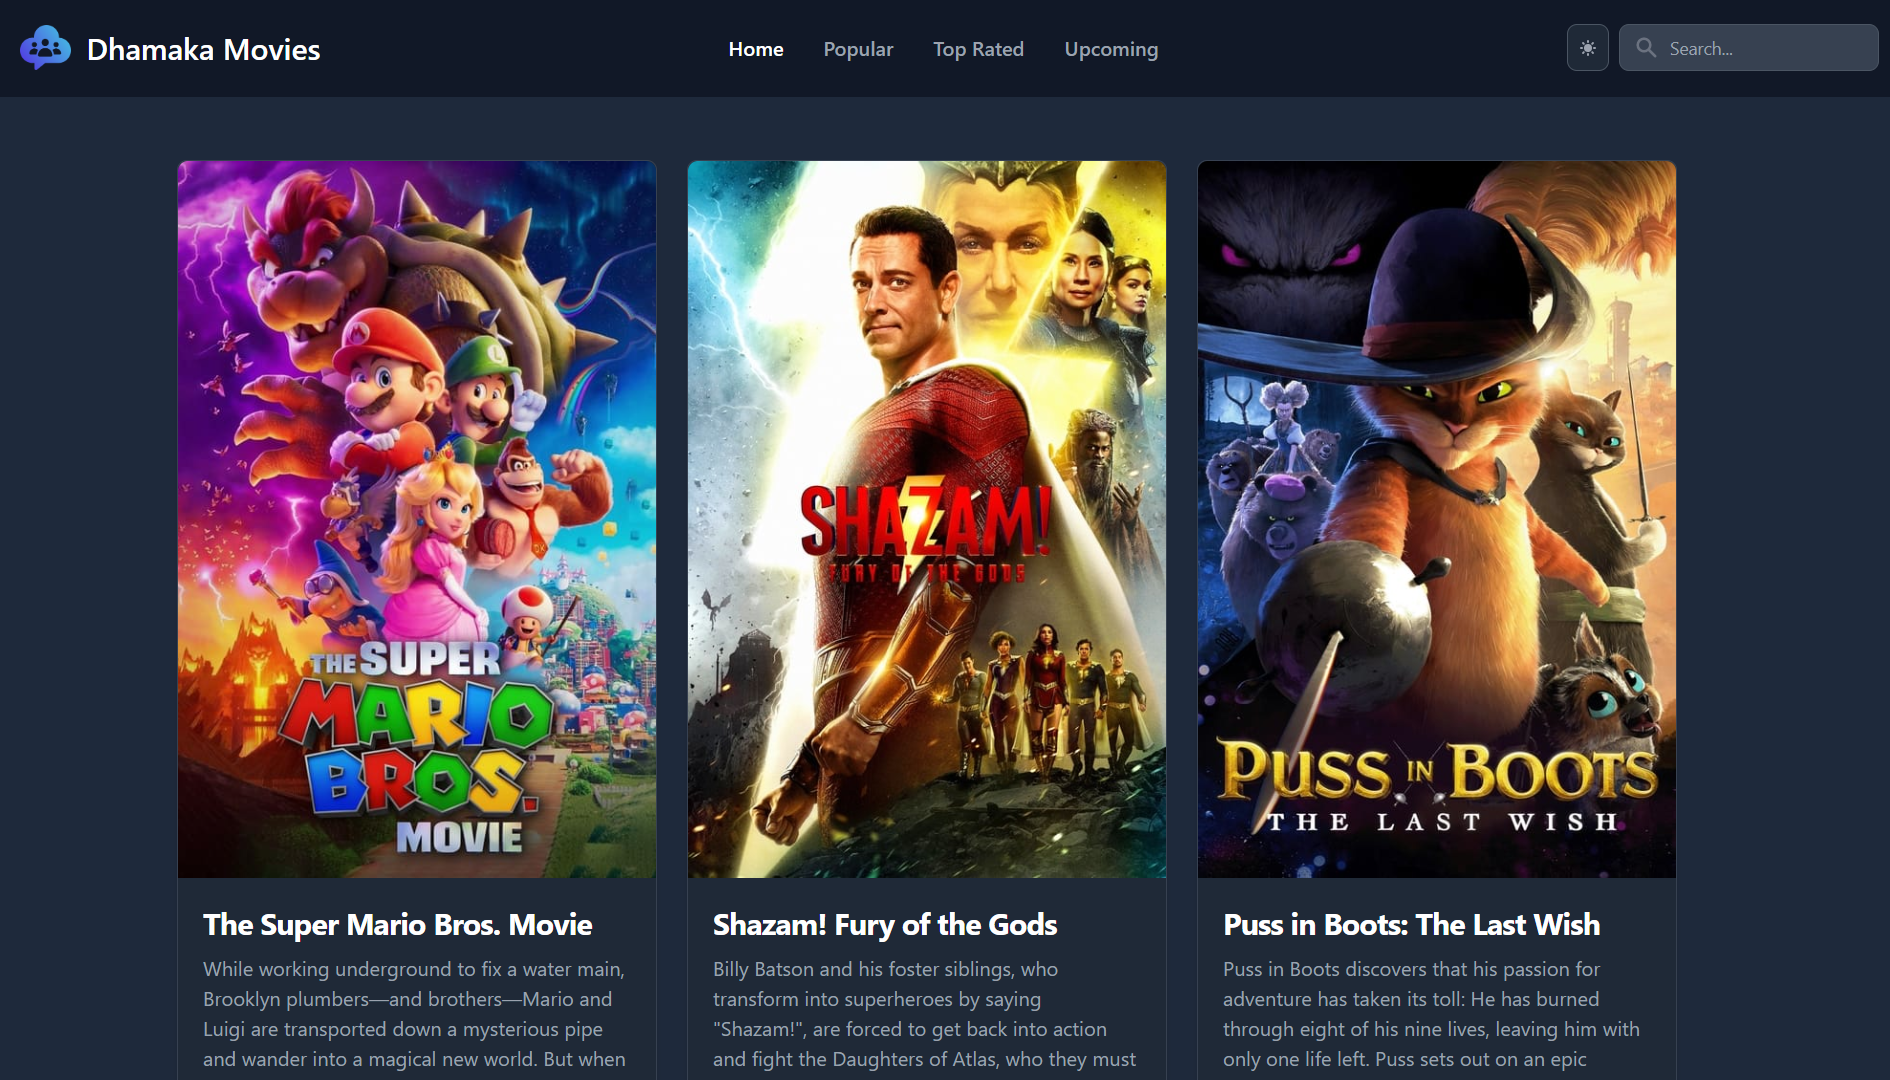 Dhamaka Movies
Home
Popular
Top Rated
Upcoming
Search...
THE SUPER
MARIO
BROS.
MOVIE
SHAZAM!
FURY OF THE GODS
PUSS IN BOOTS
THE LAST WISH
The Super Mario Bros. Movie
While working underground to fix a water main,
Brooklyn plumbers—and brothers—Mario and
Luigi are transported down a mysterious pipe
and wander into a magical new world. But when
Shazam! Fury of the Gods
Billy Batson and his foster siblings, who
transform into superheroes by saying
"Shazam!", are forced to get back into action
and fight the Daughters of Atlas, who they must
Puss in Boots: The Last Wish
Puss in Boots discovers that his passion for
adventure has taken its toll: He has burned
through eight of his nine lives, leaving him with
only one life left. Puss sets out on an epic